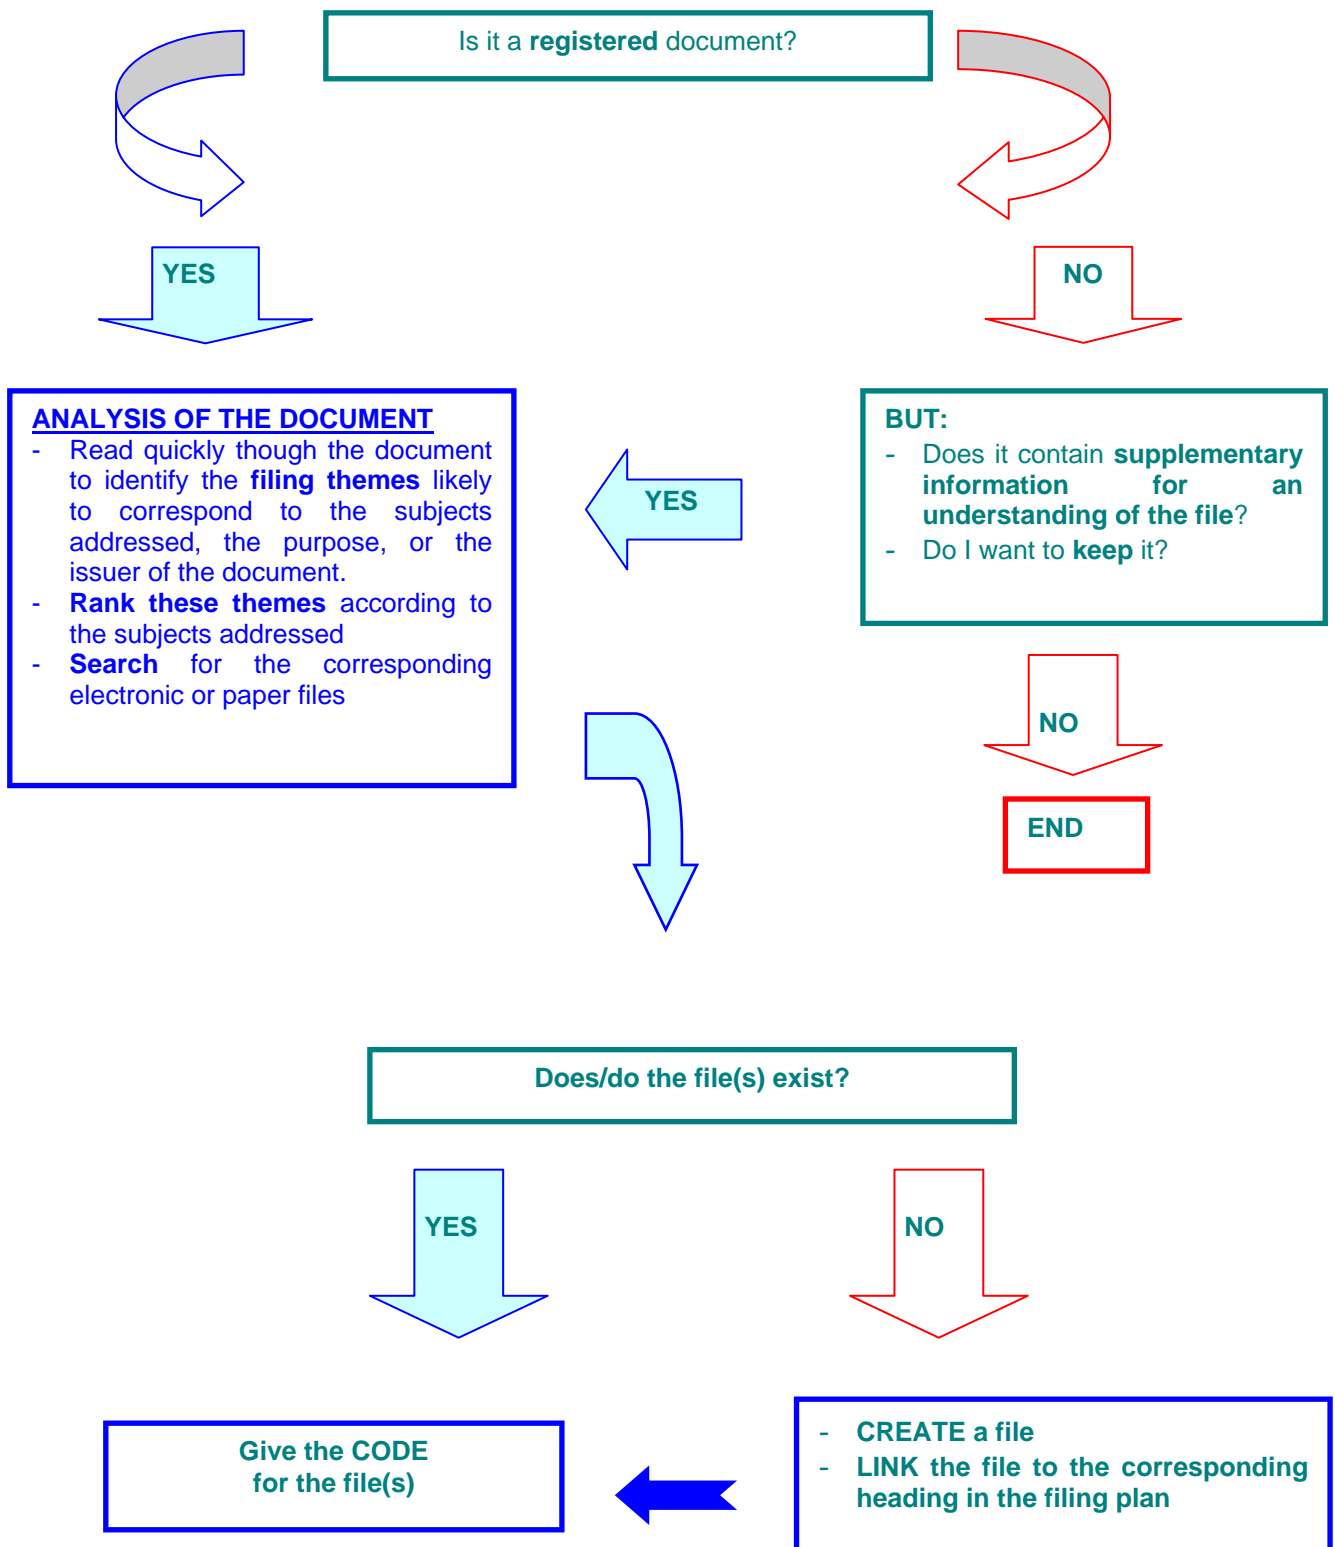 Is it a registered document?
YES
NO
ANALYSIS OF THE DOCUMENT
- Read quickly though the document
to identify the filing themes likely
to correspond to the subjects
addressed, the purpose, or the
issuer of the document.
- Rank these themes according to
the subjects addressed
- Search for the corresponding
electronic or paper files
YES
BUT:
- Does it contain supplementary
information for an
understanding of the file?
- Do I want to keep it?
NO
END
Does/do the file(s) exist?
YES
NO
Give the CODE
for the file(s)
- CREATE a file
- LINK the file to the corresponding
heading in the filing plan